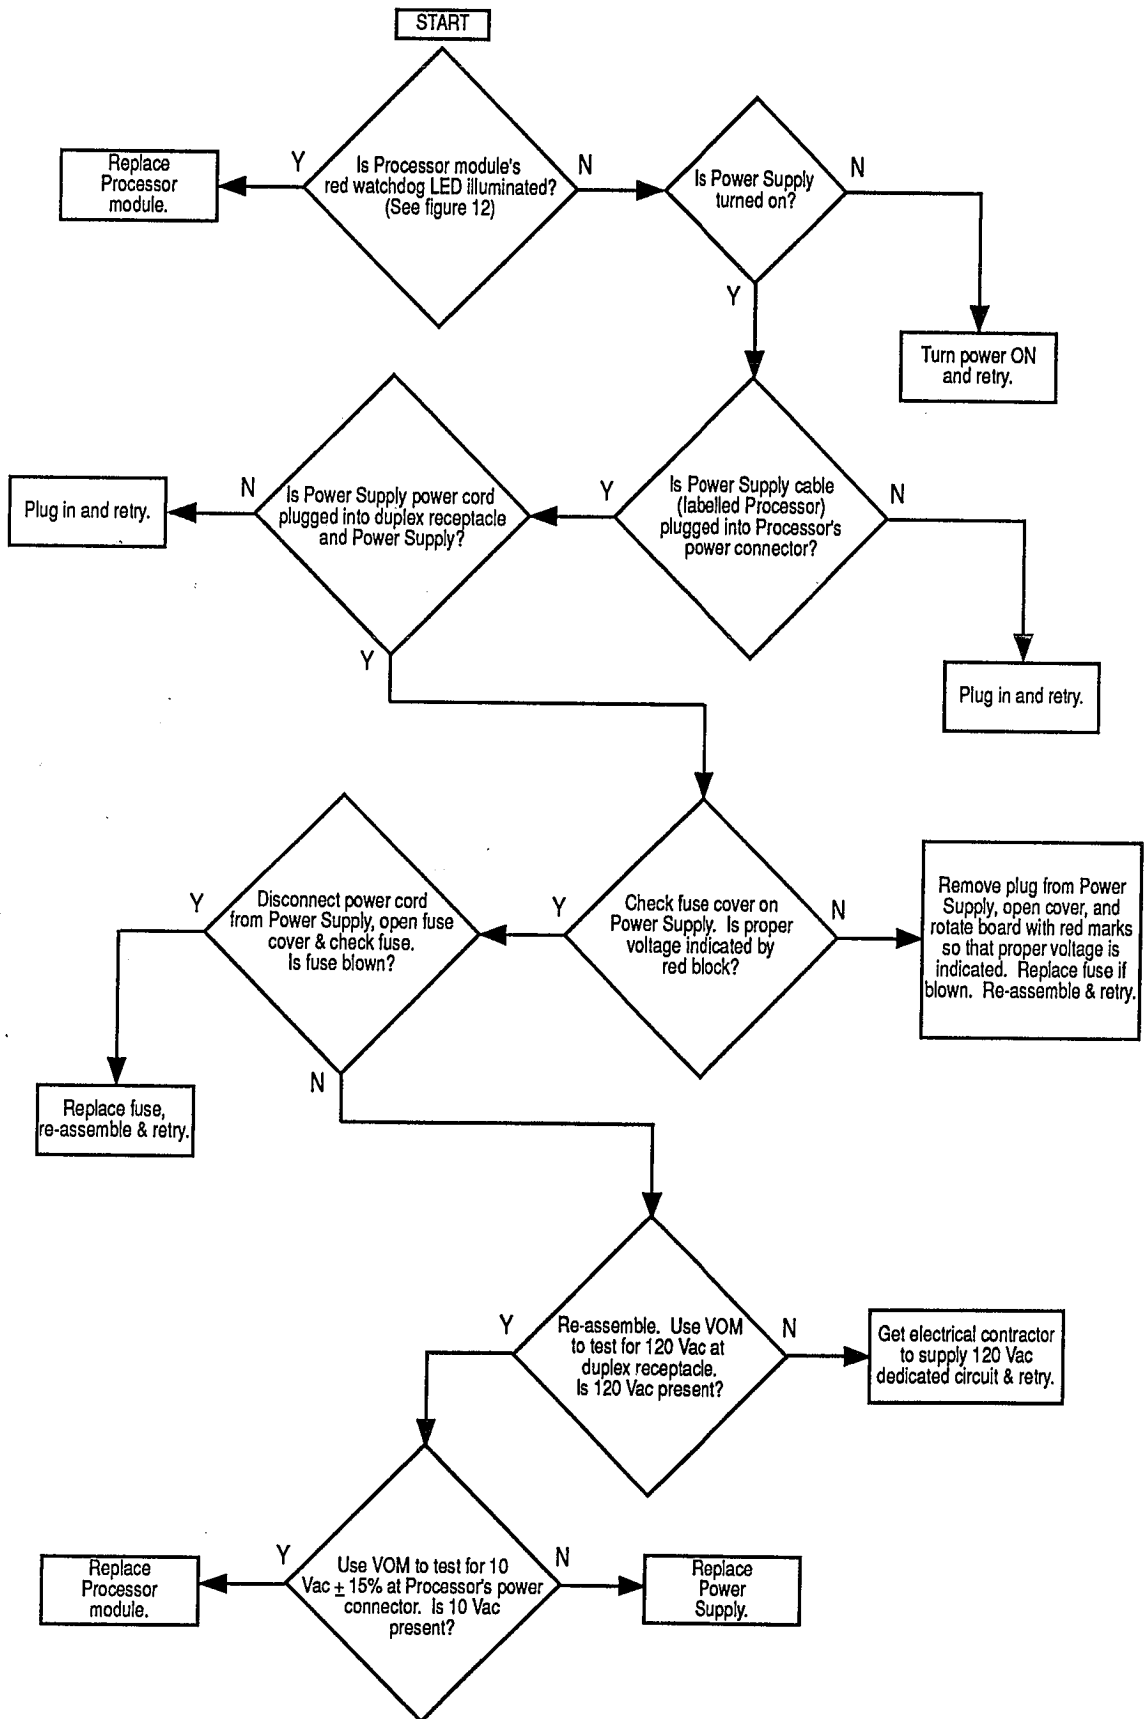 START
Y
Is Processor module's
red watchdog LED illuminated?
(See figure 12)
N
Replace
Processor
module.
Is Power Supply
turned on?
N
Y
Turn power ON
and retry.
Is Power Supply cable
(labelled Processor)
plugged into Processor's
power connector?
Y
N
Plug in and retry.
Is Power Supply power cord
plugged into duplex receptacle
and Power Supply?
N
Y
Plug in and retry.
Check fuse cover on
Power Supply. Is proper
voltage indicated by
red block?
Y
N
Remove plug from Power
Supply, open cover, and
rotate board with red marks
so that proper voltage is
indicated. Replace fuse if
blown. Re-assemble & retry.
Disconnect power cord
from Power Supply, open fuse
cover & check fuse.
Is fuse blown?
Y
N
Replace fuse,
re-assemble & retry.
Re-assemble. Use VOM
to test for 120 Vac at
duplex receptacle.
Is 120 Vac present?
Y
N
Get electrical contractor
to supply 120 Vac
dedicated circuit & retry.
Use VOM to test for 10
Vac ± 15% at Processor's power
connector. Is 10 Vac
present?
Y
N
Replace
Processor
module.
Replace
Power
Supply.